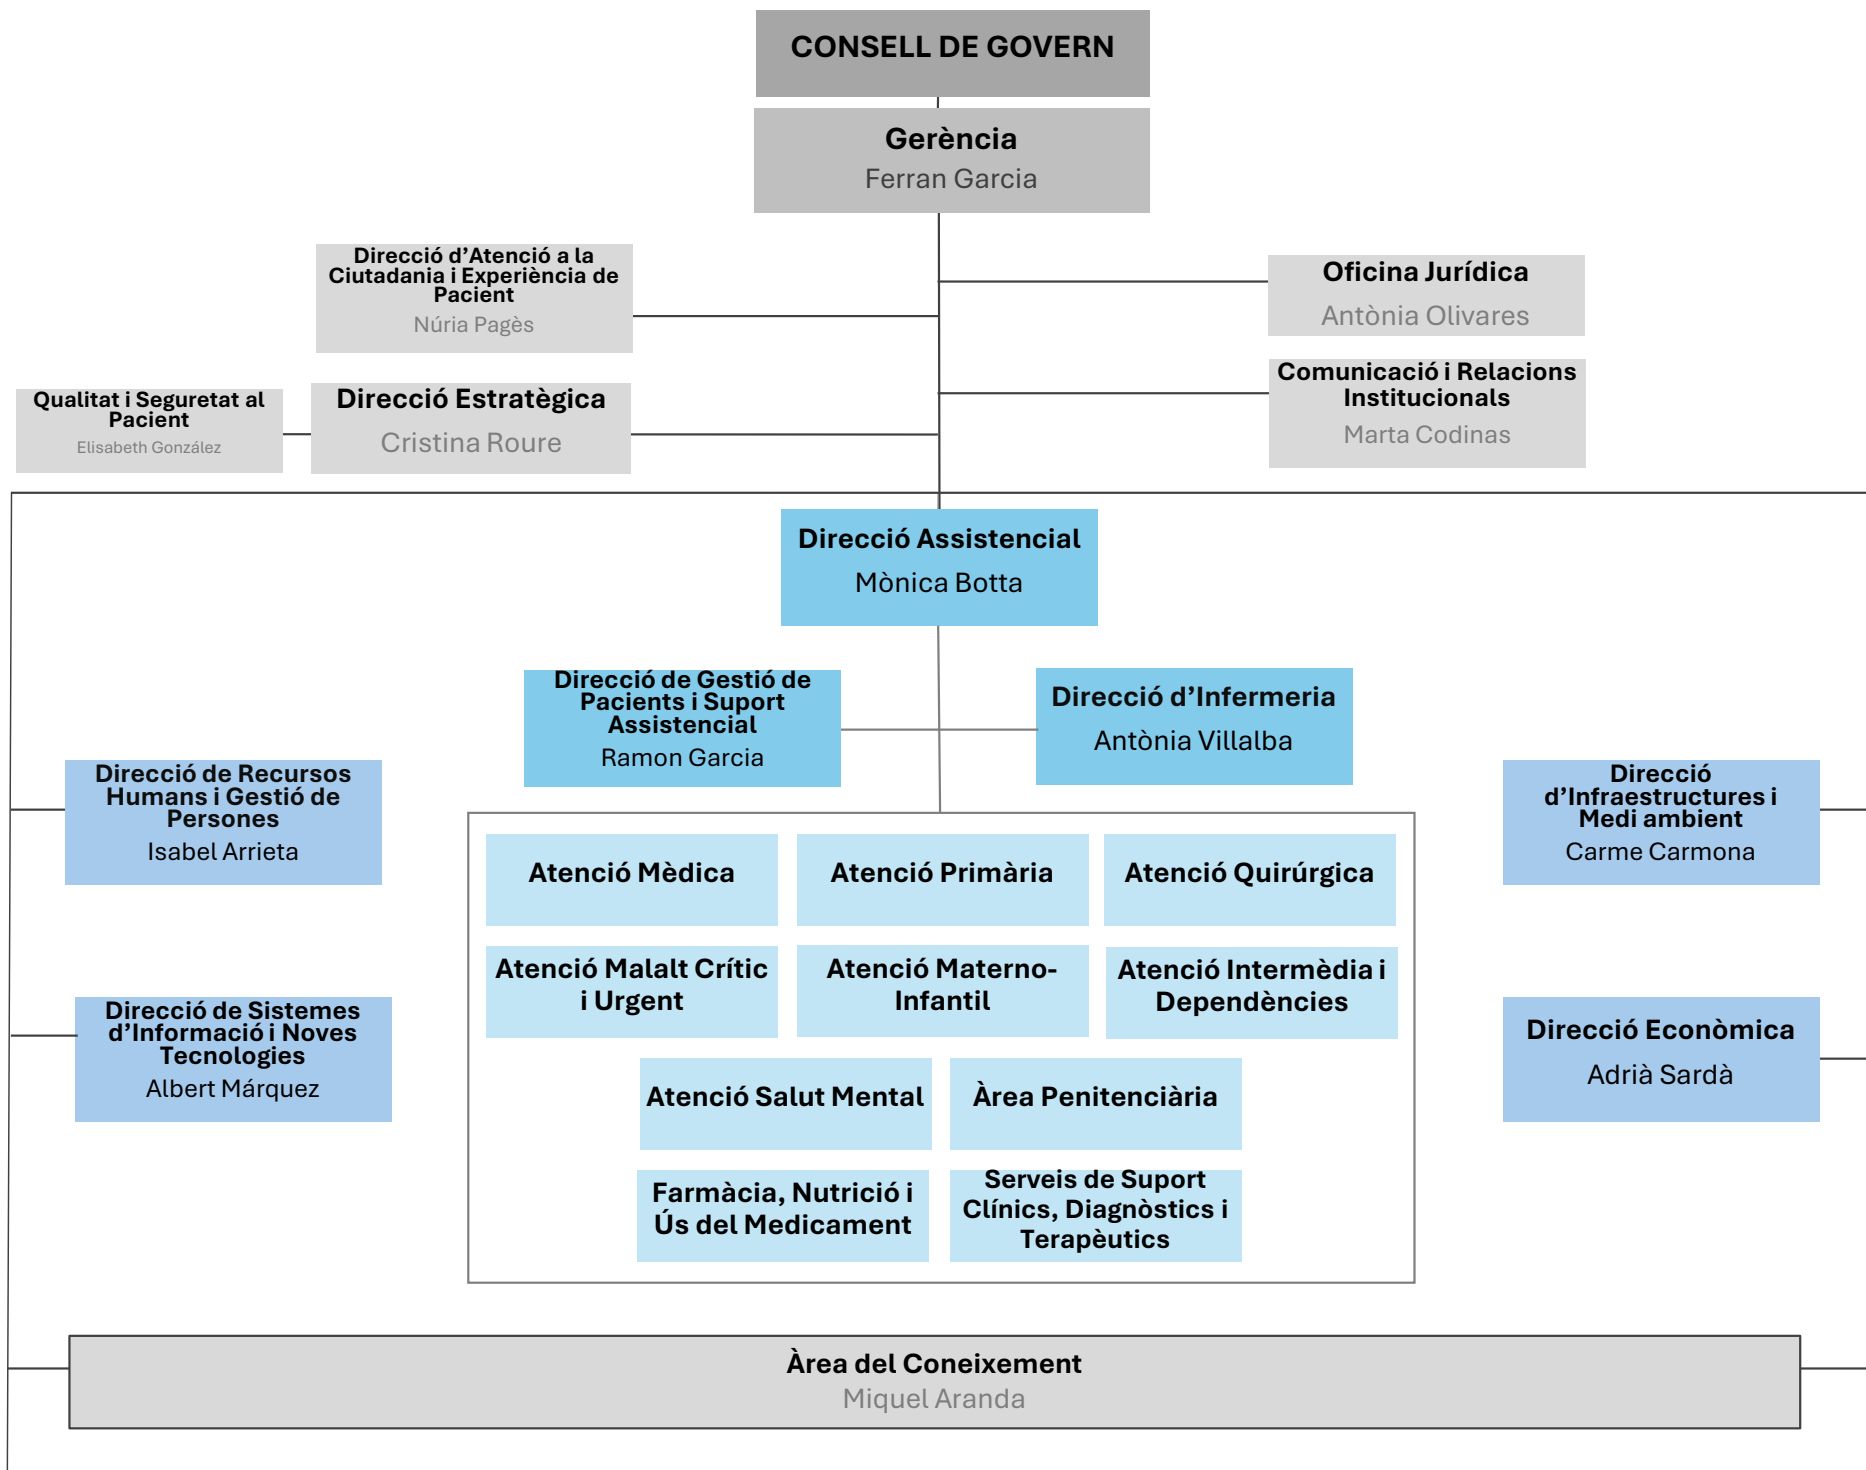 CONSELL DE GOVERN
Gerència
Ferran Garcia
Direcció d’Atenció a la
Ciutadania i Experiència de
Pacient
Núria Pagès
Oficina Jurídica
Antònia Olivares
Qualitat i Seguretat al
Pacient
Elisabeth González
Direcció Estratègica
Cristina Roure
Comunicació i Relacions
Institucionals
Marta Codinas
Direcció Assistencial
Mònica Botta
Direcció de Gestió de
Pacients i Suport
Assistencial
Ramon Garcia
Direcció d’Infermeria
Antònia Villalba
Direcció de Recursos
Humans i Gestió de
Persones
Isabel Arrieta
Direcció
d’Infraestructures i
Medi ambient
Carme Carmona
Atenció Mèdica
Atenció Primària
Atenció Quirúrgica
Atenció Malalt Crític
i Urgent
Atenció Materno-
Infantil
Atenció Intermèdia i
Dependències
Direcció de Sistemes
d’Informació i Noves
Tecnologies
Albert Márquez
Direcció Econòmica
Adrià Sardà
Atenció Salut Mental
Àrea Penitenciària
Farmàcia, Nutrició i
Ús del Medicament
Serveis de Suport
Clínics, Diagnòstics i
Terapèutics
Àrea del Coneixement
Miquel Aranda